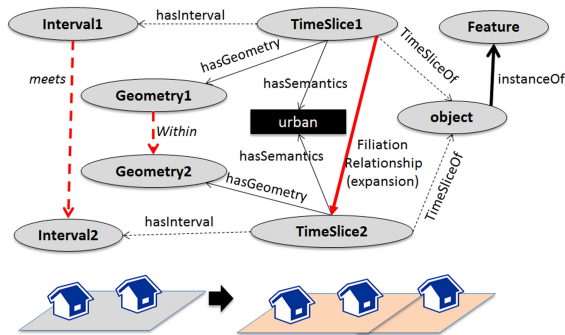 Interval1
hasInterval
TimeSlice1
Feature
meets
hasGeometry
TimeSliceOf
instanceOf
Geometry1
hasSemantics
Within
urban
object
hasSemantics
Filiation
Relationship
(expansion)
Geometry2
hasGeometry
TimeSliceOf
hasInterval
Interval2
TimeSlice2